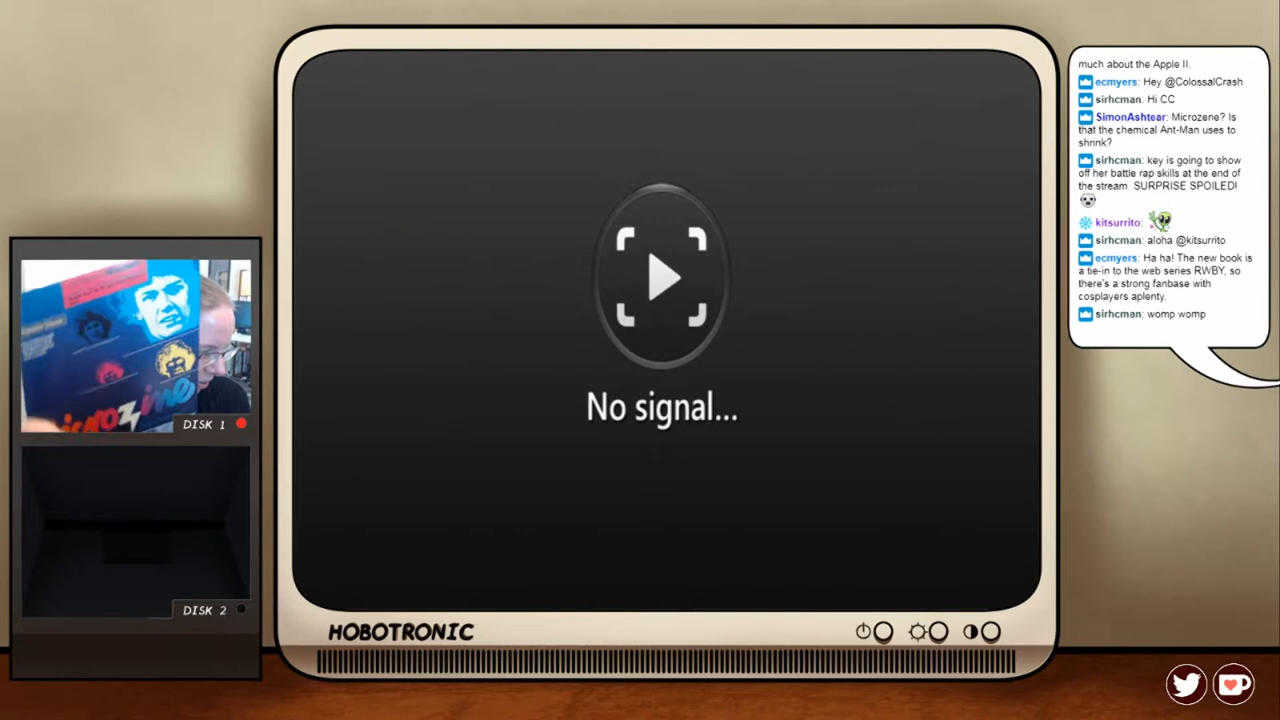 much about the Apple II.
ecmyers: Hey @ColossalCrash
sirhcman: Hi CC
SimonAshtear: Microzene? Is
that the chemical Ant-Man uses to
shrink?
sirhcman: key is going to show
off her battle rap skills at the end of
the stream. SURPRISE SPOILED!
kitsurrito:
sirhcman: aloha @kitsurrito
ecmyers: Ha ha! The new book is
a tie-in to the web series RWBY, so
there's a strong fanbase with
cosplayers aplenty.
sirhcman: womp womp
No signal...
DISK 1
DISK 2
HOBOTRONIC